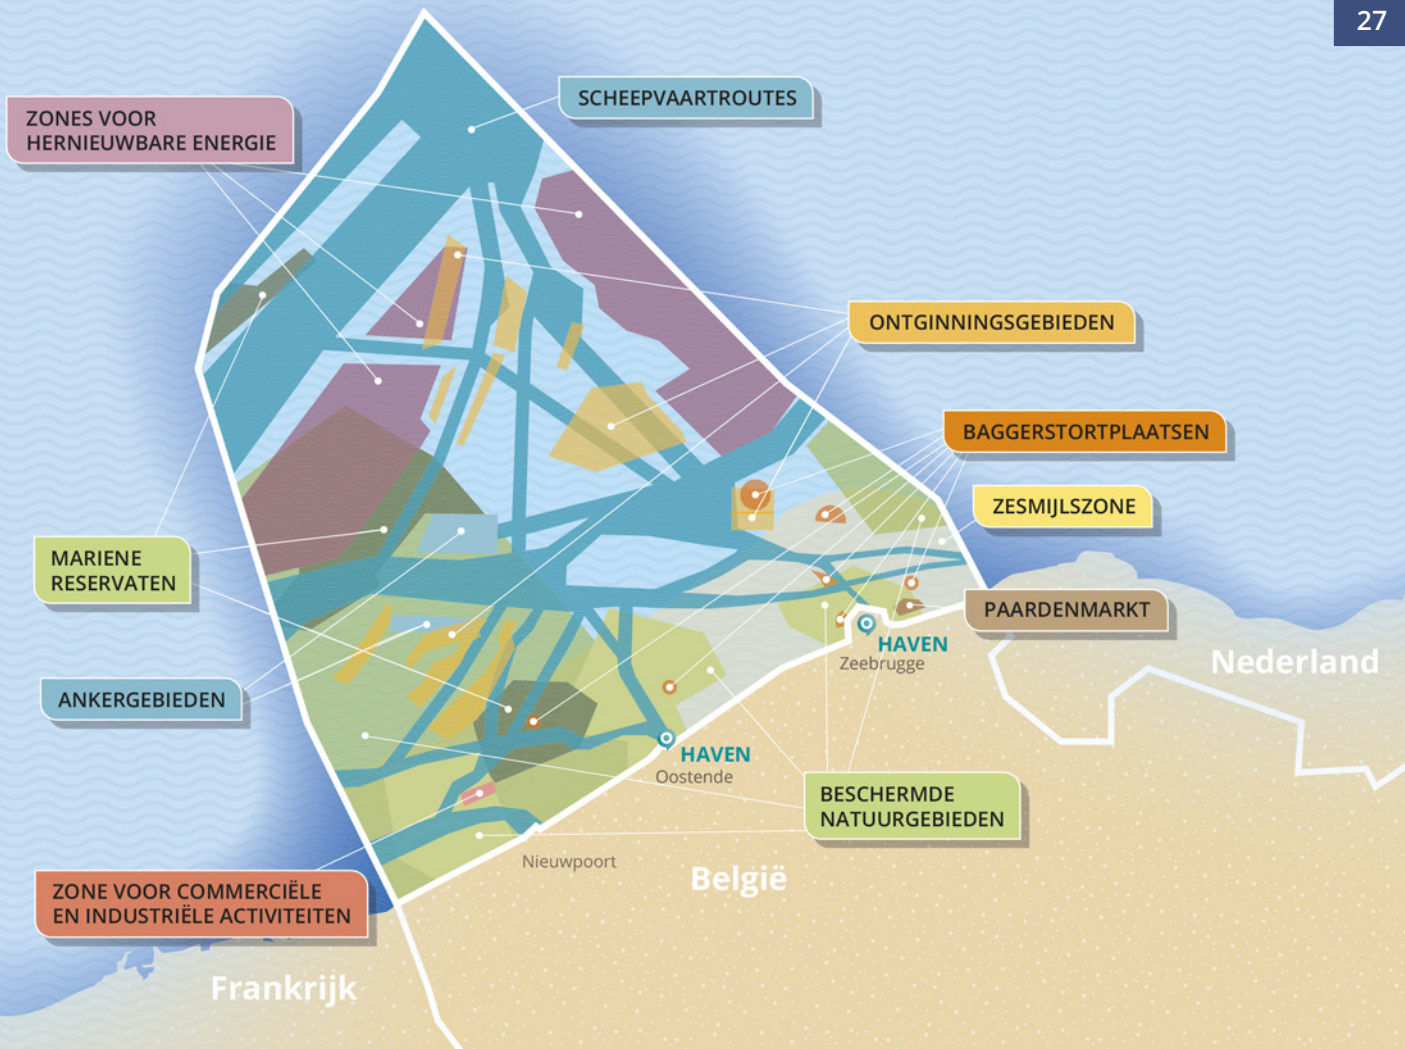 27
SCHEEPVAARTROUTES
ZONES VOOR
HERNIEUWBARE ENERGIE
ONTGINNINGSGEBIEDEN
BAGGERSTORTPLAATSEN
ZESMIJLSZONE
MARIENE
RESERVATEN
PAARDENMARKT
HAVEN
Zeebrugge
Nederland
ANKERGEBIEDEN
HAVEN
Oostende
BESCHERMDE
NATUURGEBIEDEN
Nieuwpoort
België
ZONE VOOR COMMERCIËLE
EN INDUSTRIËLE ACTIVITEITEN
Frankrijk